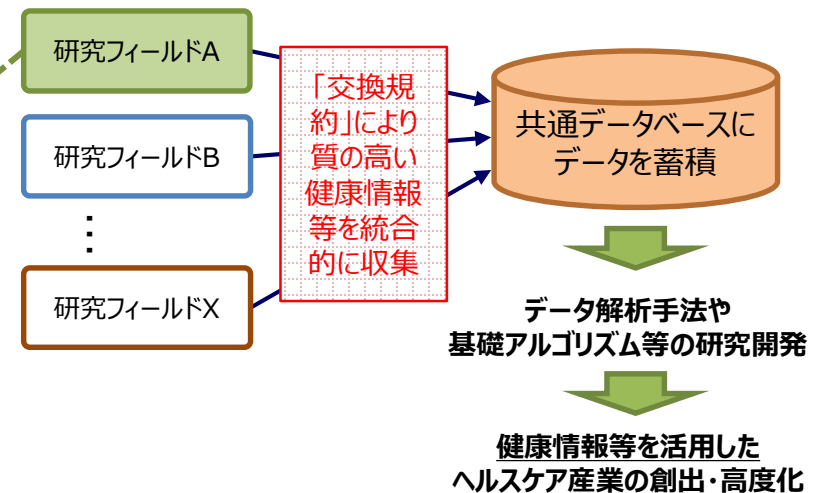 研究フィールドA
研究フィールドB
⋮
研究フィールドX
「交換規
約」により
質の高い
健康情報
等を統合
的に収集
共通データベースに
データを蓄積
データ解析手法や
基礎アルゴリズム等の研究開発
健康情報等を活用した
ヘルスケア産業の創出・高度化